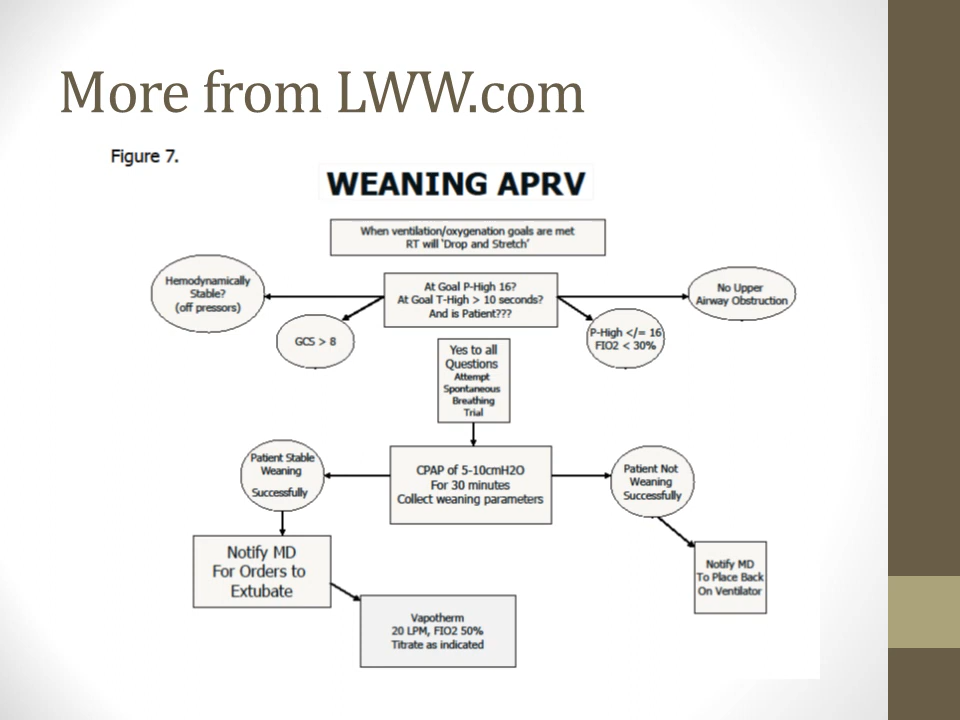 More from LWW.com
Figure 7.
WEANING APRV
When ventilation/oxygenation goals are met
RT will 'Drop and Stretch'
Hemodynamically
Stable?
(off pressors)
At Goal P-High 16?
At Goal T-High > 10 seconds?
And is Patient???
No Upper
Airway Obstruction
GCS > 8
P-High </= 16
FIO2 < 30%
Yes to all
Questions
Attempt
Spontaneous
Breathing
Trial
Patient Stable
Weaning
Successfully
CPAP of 5-10cmH2O
For 30 minutes
Collect weaning parameters
Patient Not
Weaning
Successfully
Notify MD
For Orders to
Extubate
Notify MD
To Place Back
On Ventilator
Vapotherm
20 LPM, FIO2 50%
Titrate as indicated